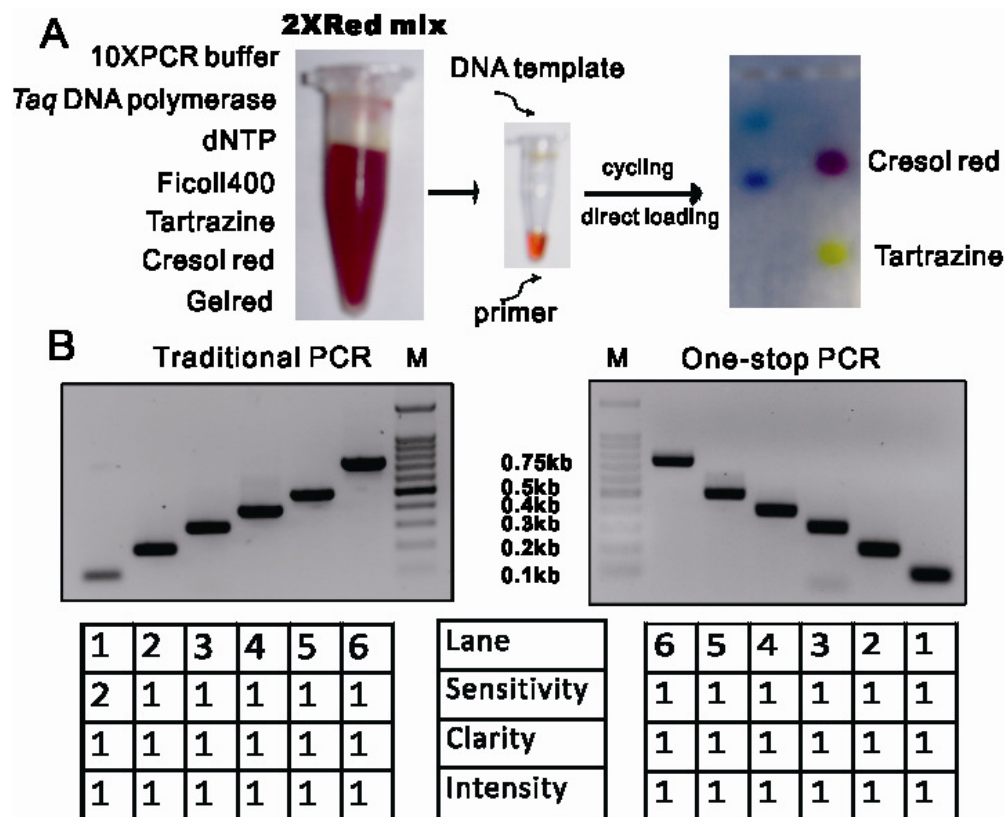 A
2XRed mix
10XPCR buffer
Taq DNA polymerase
dNTP
Ficoll400
Tartrazine
Cresol red
Gelred
DNA template
primer
cycling
direct loading
Cresol red
Tartrazine
B
Traditional PCR M
M One-stop PCR
0.75kb
0.5kb
0.4kb
0.3kb
0.2kb
0.1kb
1 2 3 4 5 6 Lane 6 5 4 3 2 1
2 1 1 1 1 1 Sensitivity 1 1 1 1 1 1
1 1 1 1 1 1 Clarity 1 1 1 1 1 1
1 1 1 1 1 1 Intensity 1 1 1 1 1 1